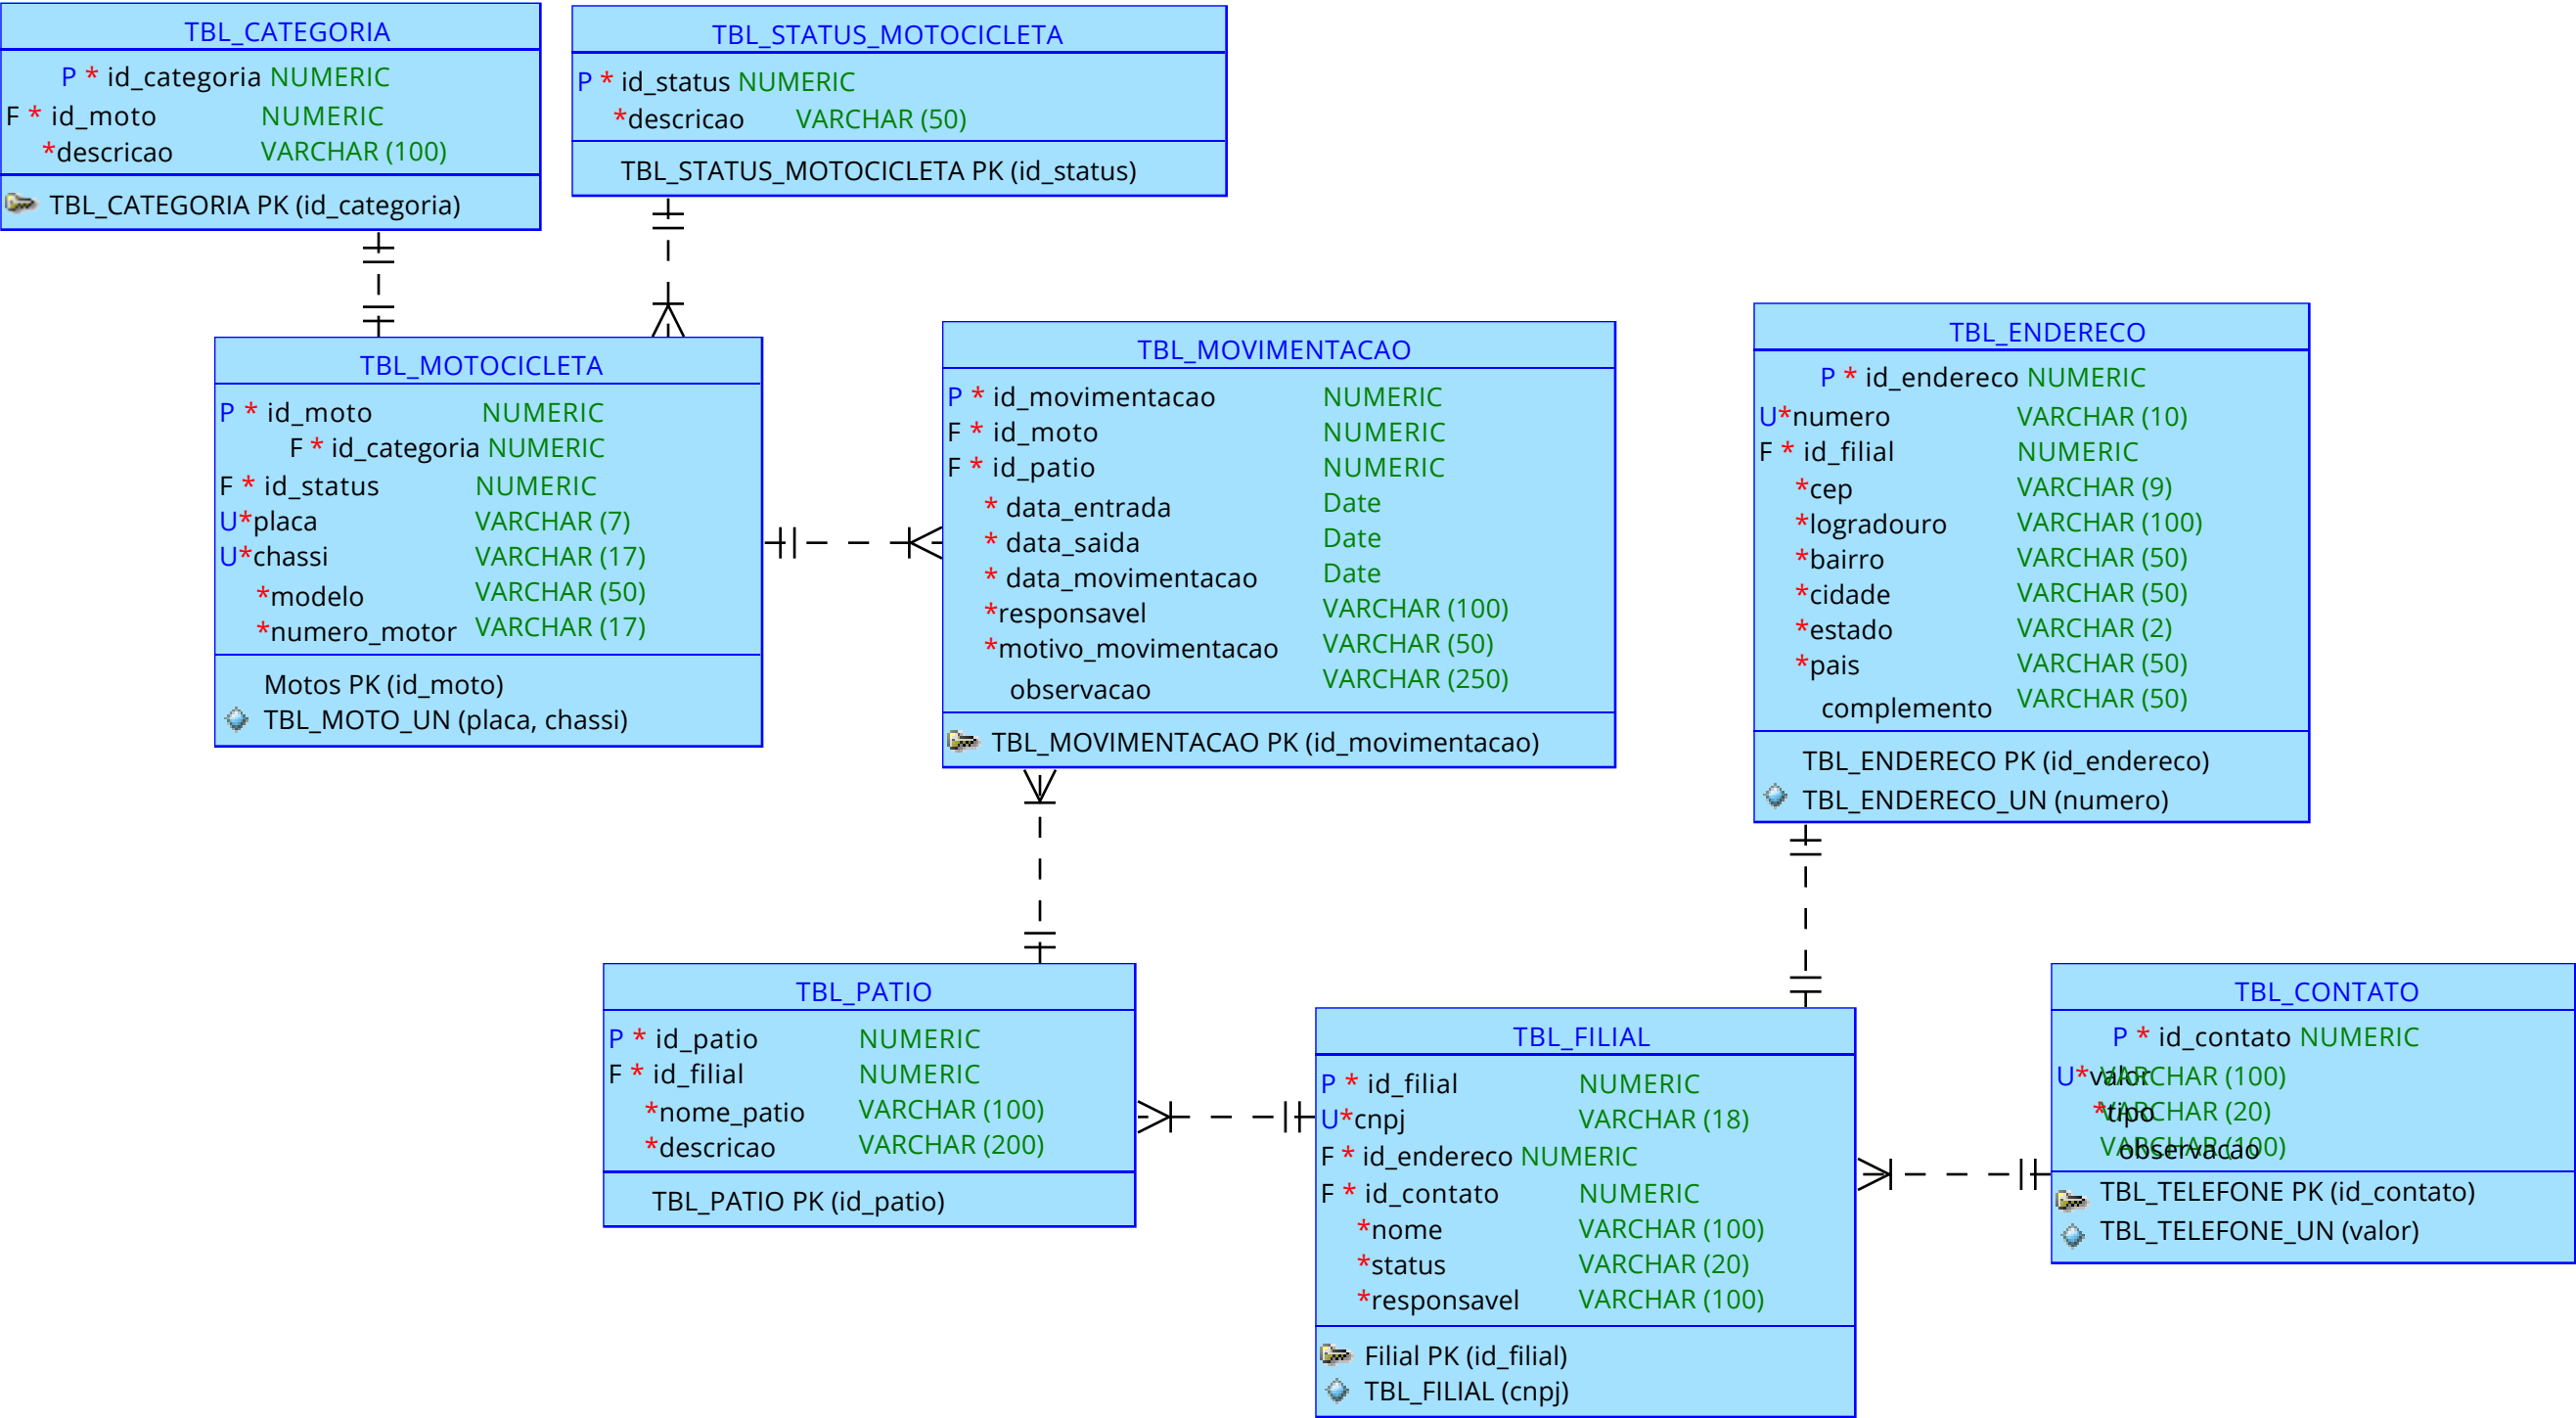 TBL_CATEGORIA
P * id_categoria NUMERIC
F * id_moto NUMERIC
*descricao VARCHAR (100)
TBL_CATEGORIA PK (id_categoria)
TBL_STATUS_MOTOCICLETA
P * id_status NUMERIC
*descricao VARCHAR (50)
TBL_STATUS_MOTOCICLETA PK (id_status)
TBL_MOTOCICLETA
P * id_moto NUMERIC
F * id_categoria NUMERIC
F * id_status NUMERIC
U*placa VARCHAR (7)
U*chassi VARCHAR (17)
*modelo VARCHAR (50)
*numero_motor VARCHAR (17)
Motos PK (id_moto)
TBL_MOTO_UN (placa, chassi)
TBL_MOVIMENTACAO
P * id_movimentacao NUMERIC
F * id_moto NUMERIC
F * id_patio NUMERIC
* data_entrada Date
* data_saida Date
* data_movimentacao Date
*responsavel VARCHAR (100)
*motivo_movimentacao VARCHAR (50)
observacao VARCHAR (250)
TBL_MOVIMENTACAO PK (id_movimentacao)
TBL_ENDERECO
P * id_endereco NUMERIC
U*numero VARCHAR (10)
F * id_filial NUMERIC
*cep VARCHAR (9)
*logradouro VARCHAR (100)
*bairro VARCHAR (50)
*cidade VARCHAR (50)
*estado VARCHAR (2)
*pais VARCHAR (50)
complemento VARCHAR (50)
TBL_ENDERECO PK (id_endereco)
TBL_ENDERECO_UN (numero)
TBL_PATIO
P * id_patio NUMERIC
F * id_filial NUMERIC
*nome_patio VARCHAR (100)
*descricao VARCHAR (200)
TBL_PATIO PK (id_patio)
TBL_FILIAL
P * id_filial NUMERIC
U*cnpj VARCHAR (18)
F * id_endereco NUMERIC
F * id_contato NUMERIC
*nome VARCHAR (100)
*status VARCHAR (20)
*responsavel VARCHAR (100)
Filial PK (id_filial)
TBL_FILIAL (cnpj)
TBL_CONTATO
P * id_contato NUMERIC
U*valor VARCHAR (100)
*tipo VARCHAR (20)
observacao VARCHAR (100)
TBL_TELEFONE PK (id_contato)
TBL_TELEFONE_UN (valor)